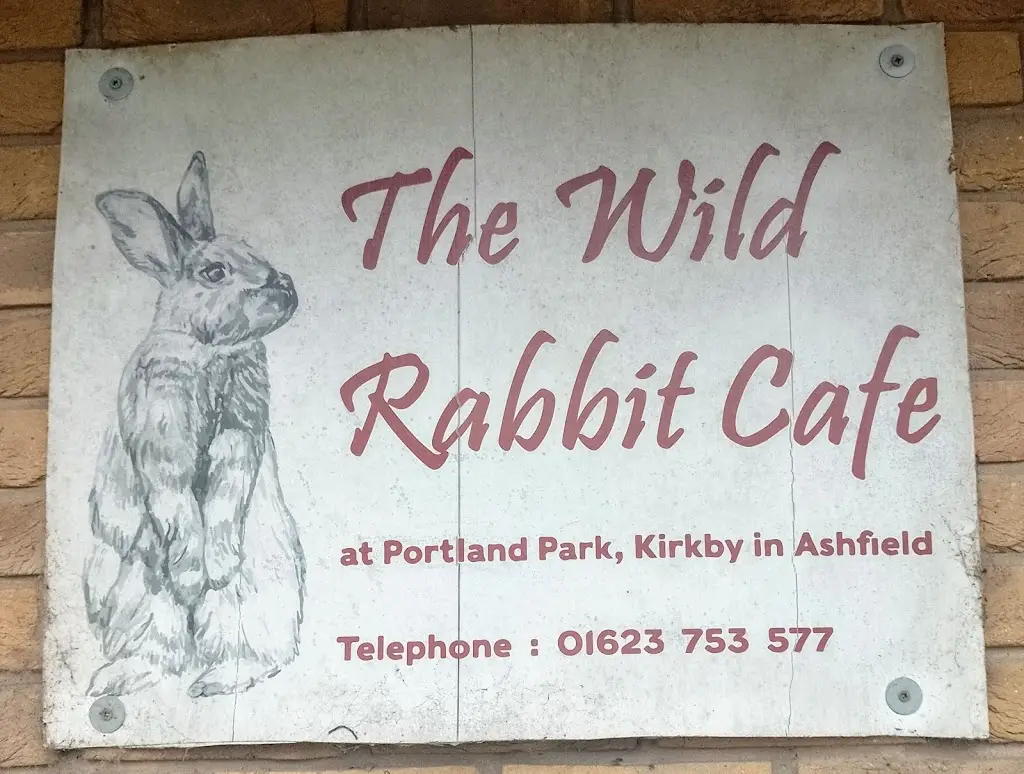 The Wild
Rabbit Cafe
at Portland Park, Kirkby in Ashfield
Telephone : 01623 753 577